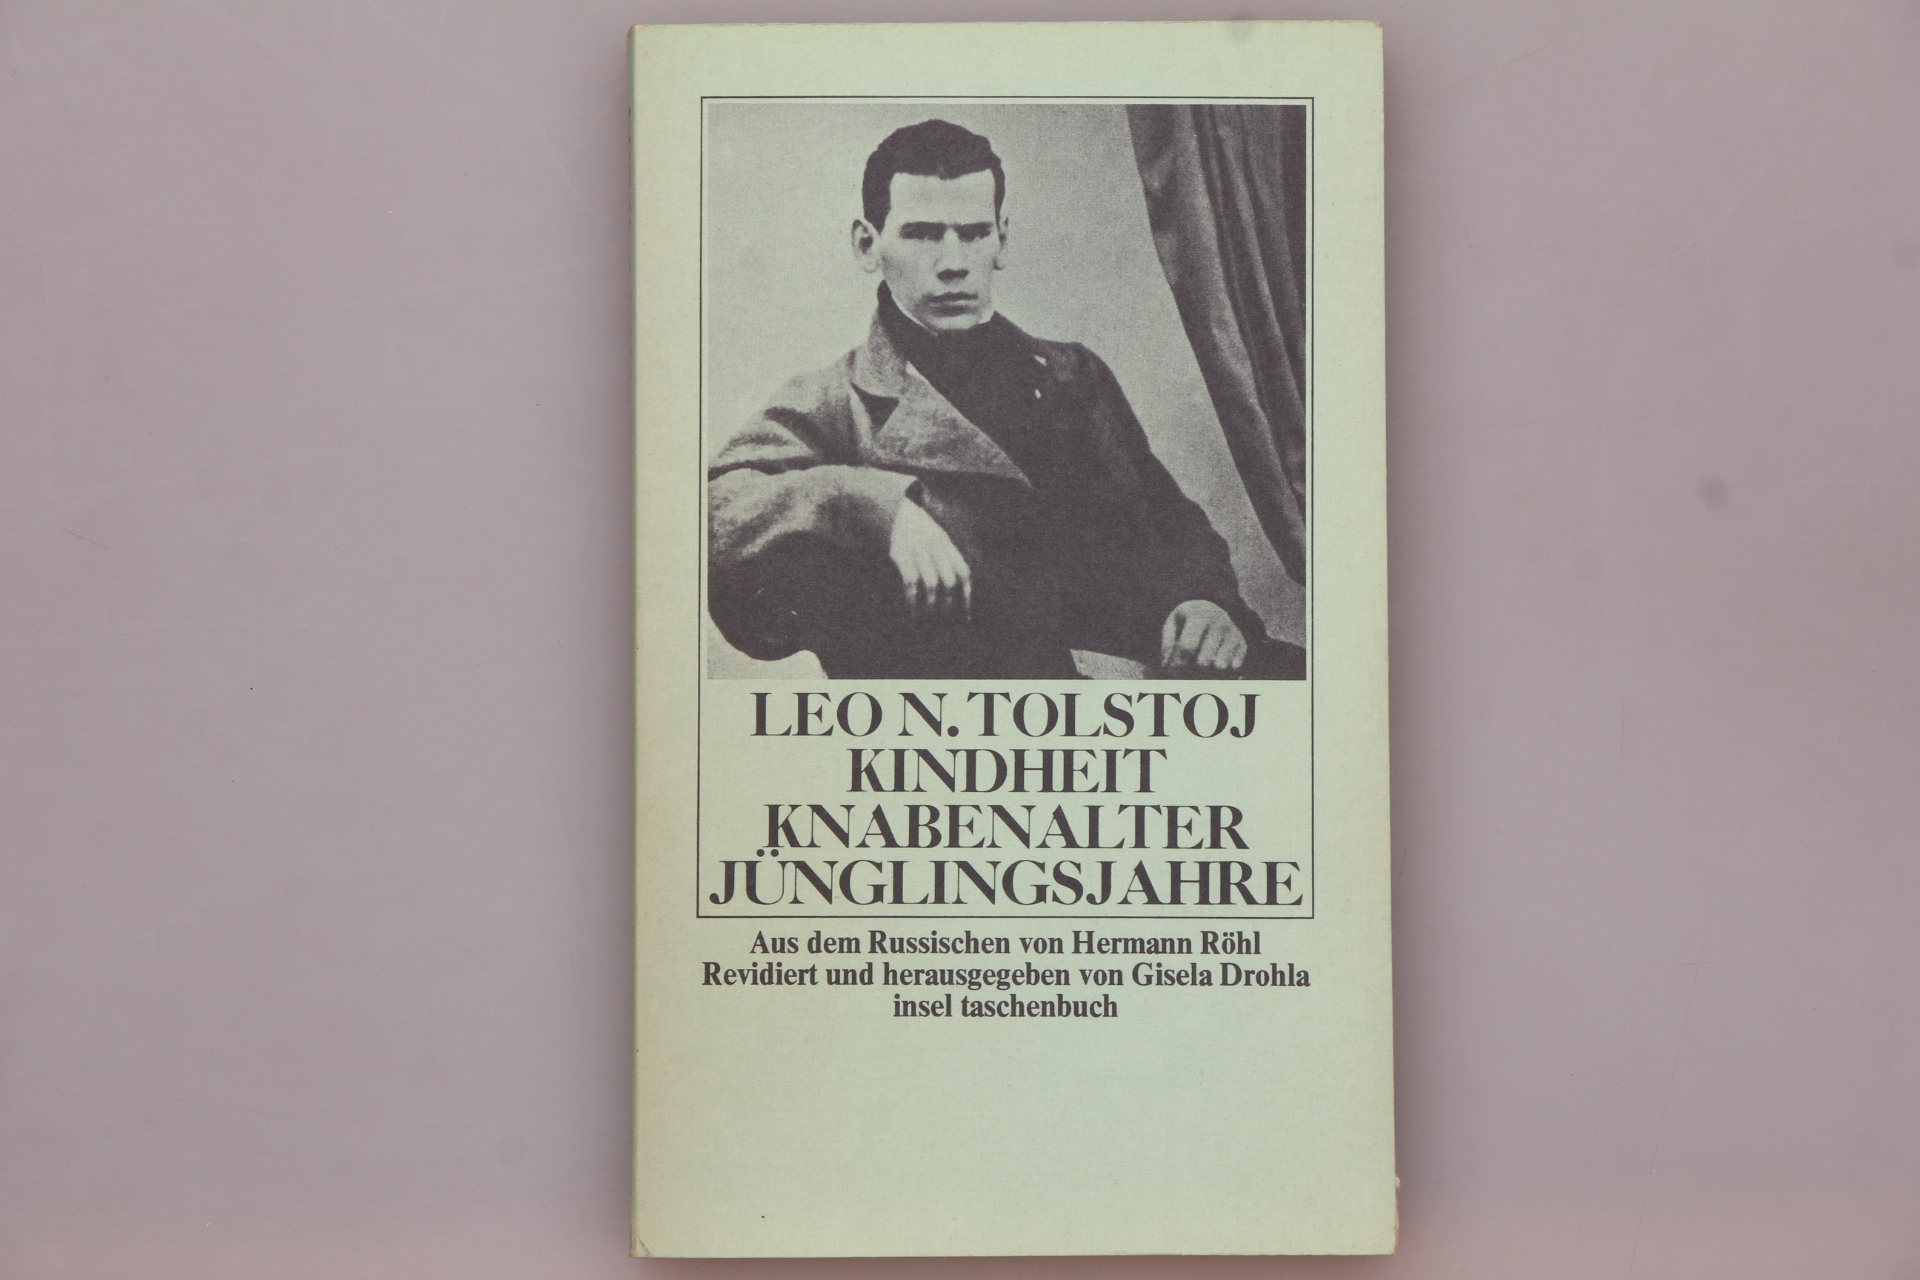 LEO N. TOLSTOJ
KINDHEIT
KNABENALTER
JÜNGLINGSJAHRE
Aus dem Russischen von Hermann Röhl
Revidiert und herausgegeben von Gisela Drohla
insel taschenbuch